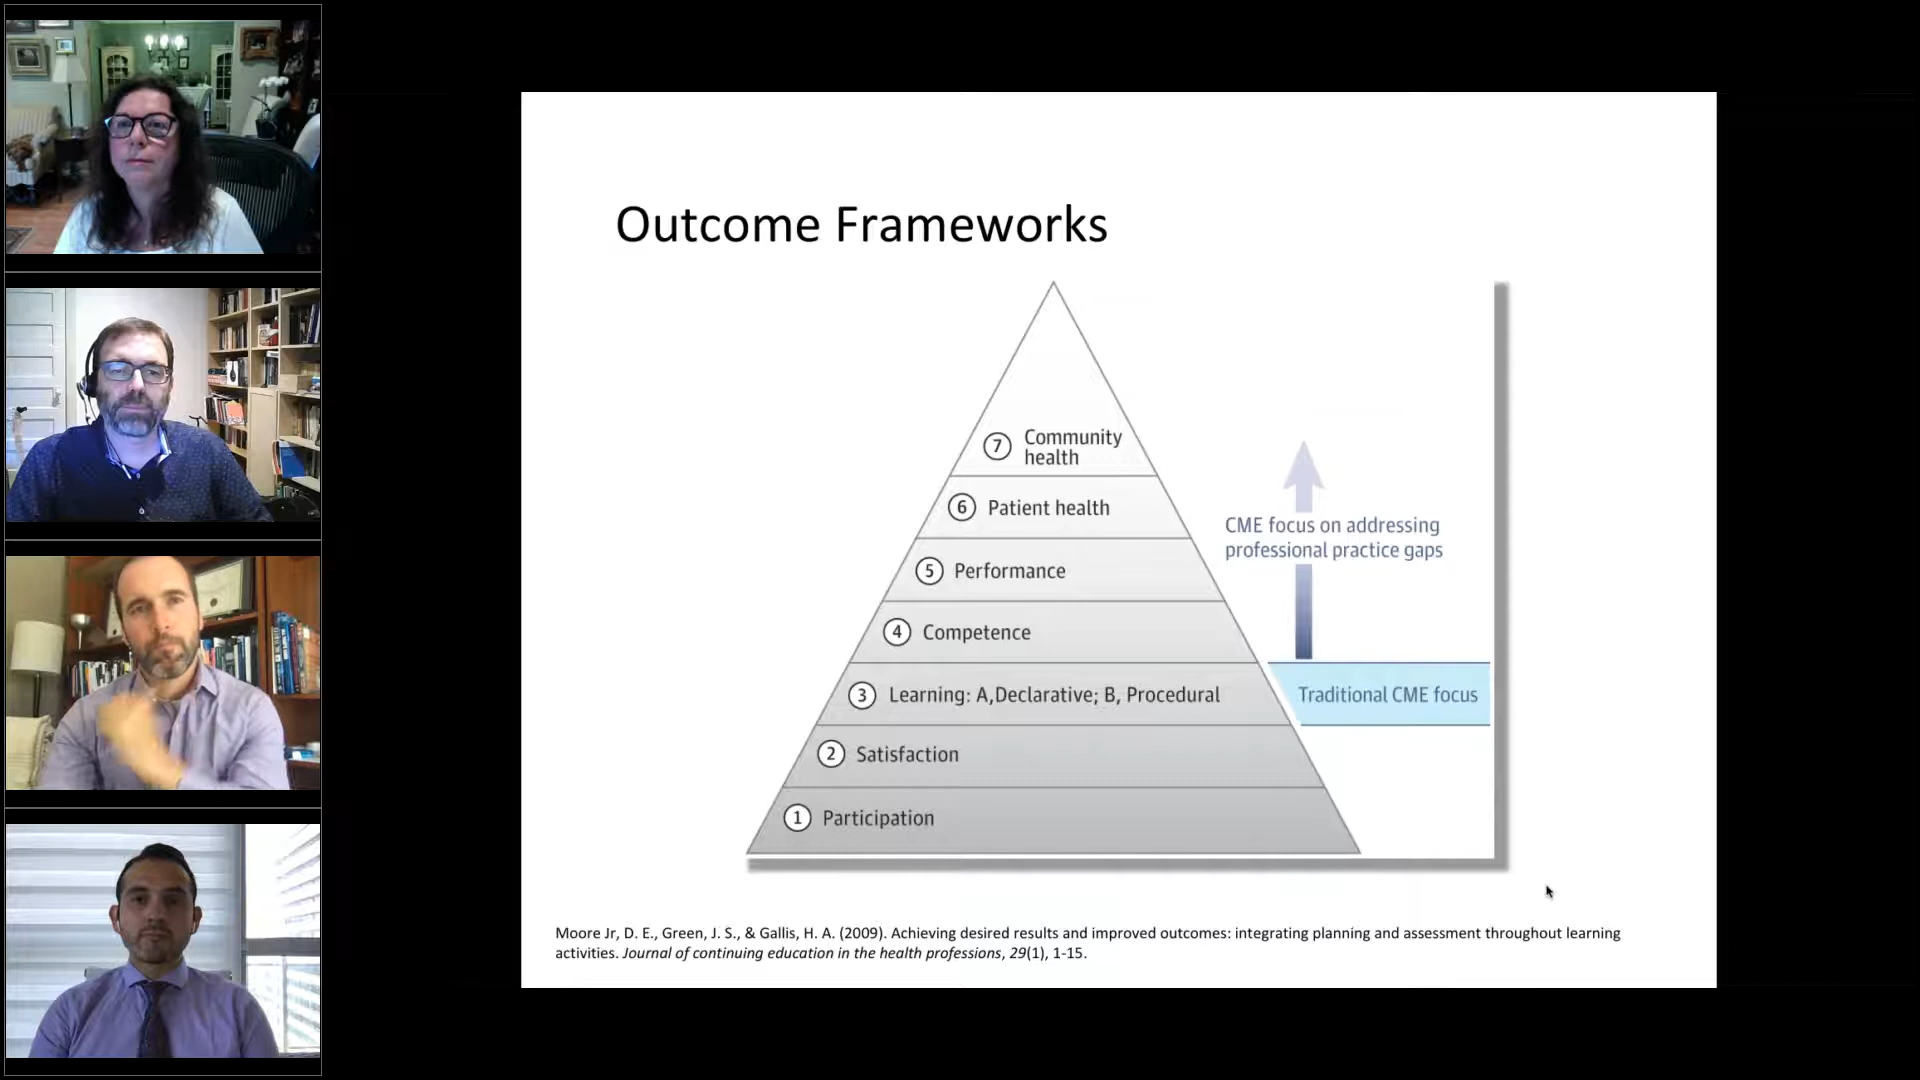 Outcome Frameworks
7 Community
health
6 Patient health
5 Performance
4 Competence
3 Learning: A,Declarative; B, Procedural
2 Satisfaction
1 Participation
CME focus on addressing
professional practice gaps
Traditional CME focus
Moore Jr, D. E., Green, J. S., & Gallis, H. A. (2009). Achieving desired results and improved outcomes: integrating planning and assessment throughout learning
activities. Journal of continuing education in the health professions, 29(1), 1-15.